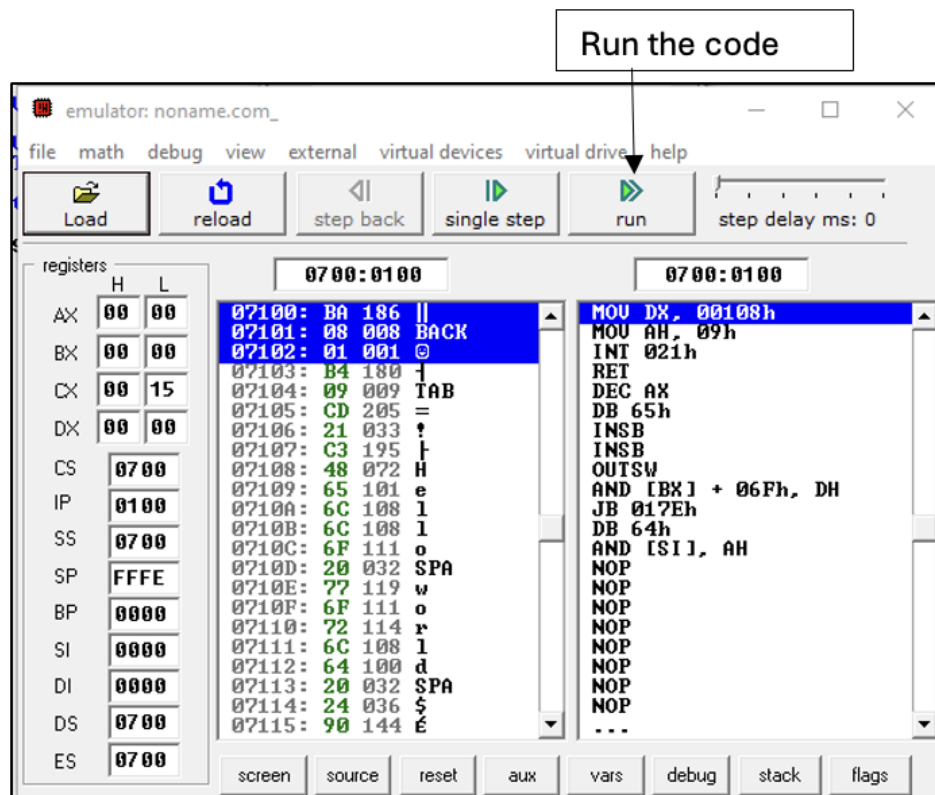 Run the code
emulator: noname.com_
file math debug view external virtual devices virtual drive help
Load reload step back single step run step delay ms: 0
registers
H L
0700:0100
0700:0100
AX 00 00
BX 00 00
CX 00 15
DX 00 00
CS 0700
IP 0100
SS 0700
SP FFFE
BP 0000
SI 0000
DI 0000
DS 0700
ES 0700
07100: BA 186 ‖
07101: 08 008 BACK
07102: 01 001 ☺
07103: B4 180 ┤
07104: 09 009 TAB
07105: CD 205 =
07106: 21 033 !
07107: C3 195 ├
07108: 48 072 H
07109: 65 101 e
0710A: 6C 108 l
0710B: 6C 108 l
0710C: 6F 111 o
0710D: 20 032 SPA
0710E: 77 119 w
0710F: 6F 111 o
07110: 72 114 r
07111: 6C 108 l
07112: 64 100 d
07113: 20 032 SPA
07114: 24 036 $
07115: 90 144 É
MOV DX, 00108h
MOV AH, 09h
INT 021h
RET
DEC AX
DB 65h
INSB
INSB
OUTSW
AND [BX] + 06Fh, DH
JB 017Eh
DB 64h
AND [SI], AH
NOP
NOP
NOP
NOP
NOP
NOP
NOP
NOP
...
screen source reset aux vars debug stack flags